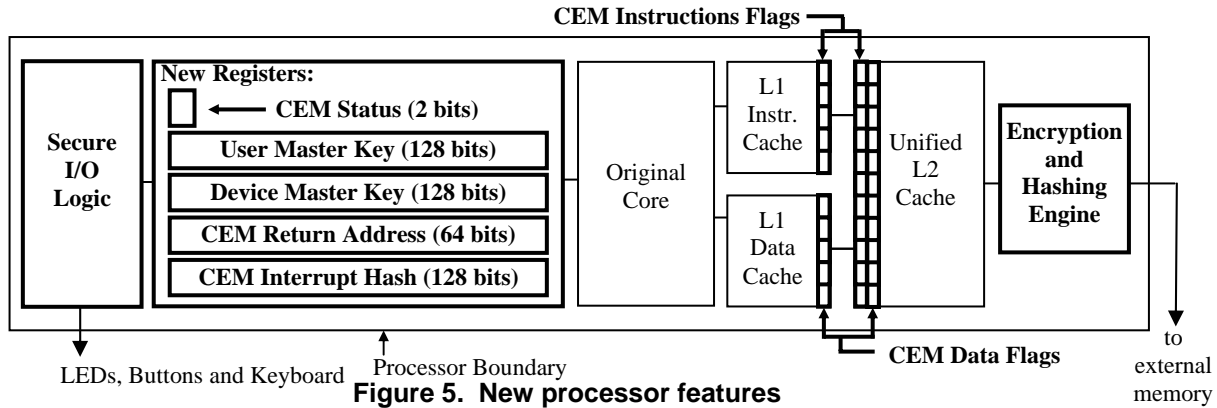 CEM Instructions Flags
New Registers:
CEM Status (2 bits)
User Master Key (128 bits)
Device Master Key (128 bits)
CEM Return Address (64 bits)
CEM Interrupt Hash (128 bits)
Secure
I/O
Logic
Original
Core
L1
Instr.
Cache
L1
Data
Cache
Unified
L2
Cache
Encryption
and
Hashing
Engine
CEM Data Flags
to
external
memory
LEDs, Buttons and Keyboard
Processor Boundary
Figure 5. New processor features